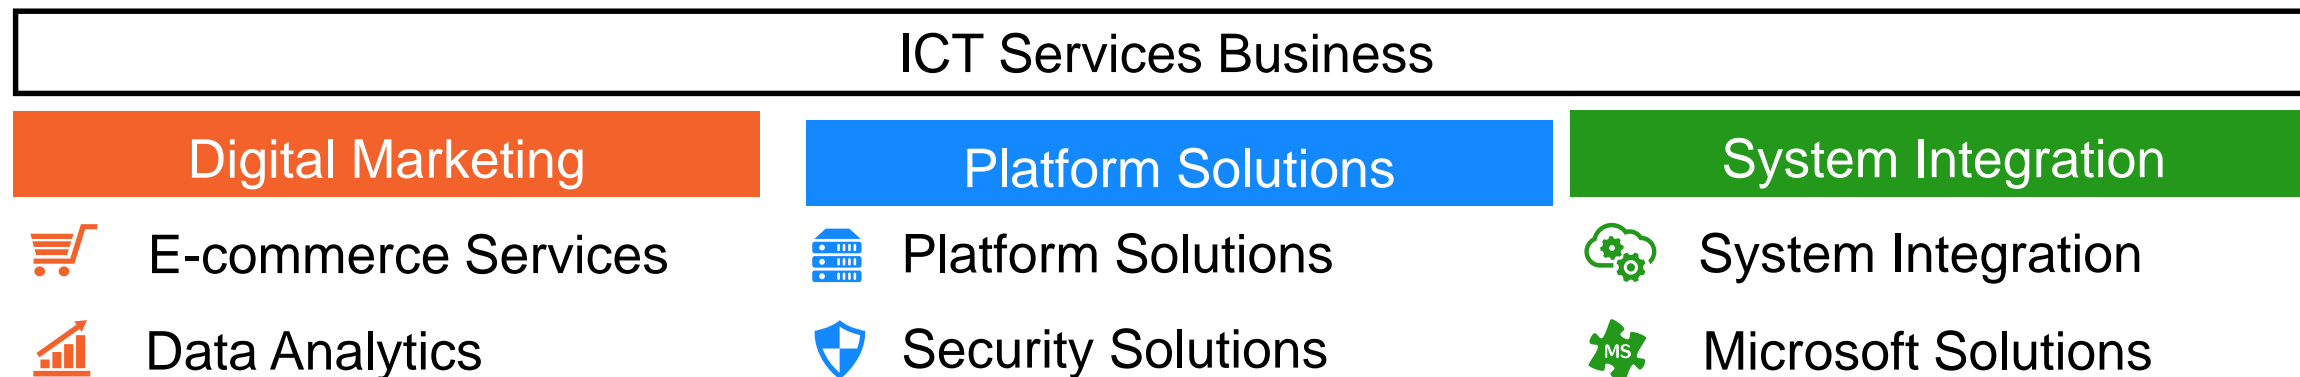 ICT Services Business
Digital Marketing
Platform Solutions
System Integration
E-commerce Services
Platform Solutions
System Integration
Data Analytics
Security Solutions
MS
Microsoft Solutions